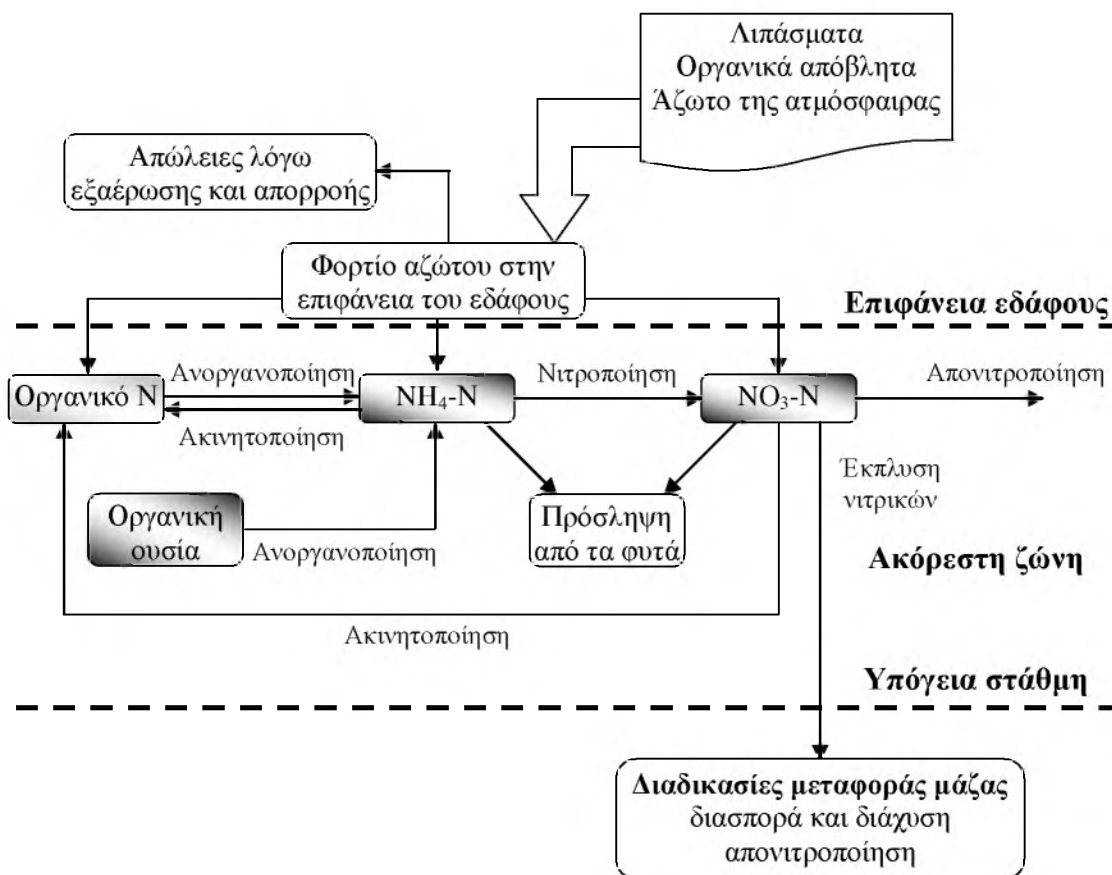 Λιπάσματα
Οργανικά απόβλητα
Άζωτο της ατμόσφαιρας
Απώλειες λόγω
εξαέρωσης και απορροής
Φορτίο αζώτου στην
επιφάνεια του εδάφους
Επιφάνεια εδάφους
Οργανικό Ν
Ανοργανοποίηση
Ακινητοποίηση
NH₄-N
Νιτροποίηση
NO₃-N
Απονιτροποίηση
Έκπλυση
νιτρικών
Οργανική
ουσία
Ανοργανοποίηση
Πρόσληψη
από τα φυτά
Ακόρεστη ζώνη
Ακινητοποίηση
Υπόγεια στάθμη
Διαδικασίες μεταφοράς μάζας
διασπορά και διάχυση
απονιτροποίηση